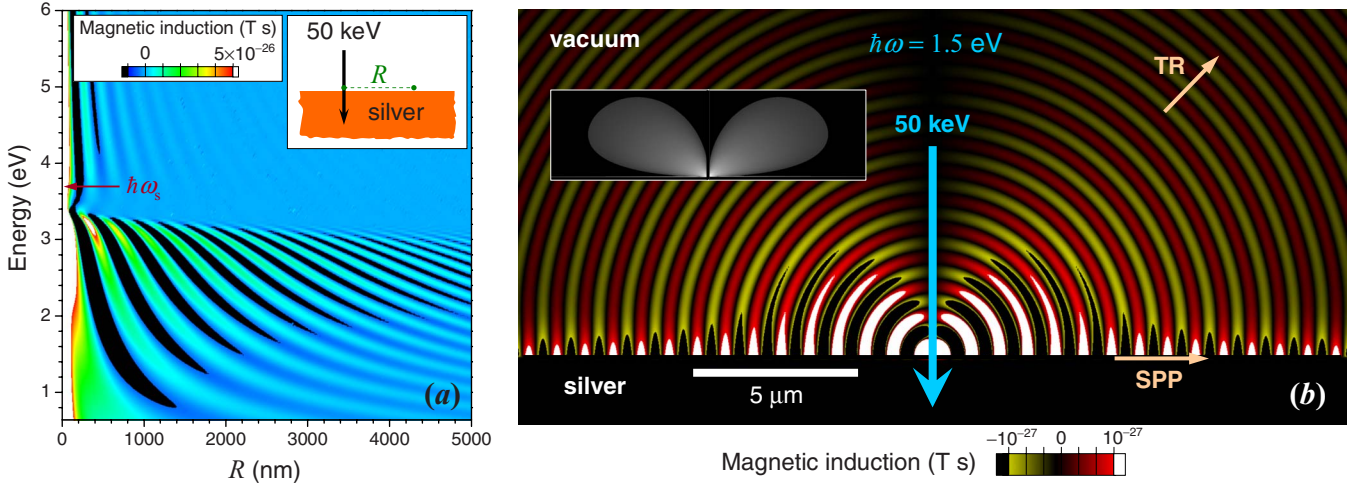 6
5
4
3
2
1
Energy (eV)
Magnetic induction (T s)
0 5×10⁻²⁶
50 keV
R
silver
ħωₛ
(a)
0 1000 2000 3000 4000 5000
R (nm)
vacuum
ħω = 1.5 eV
TR
50 keV
silver
5 μm
SPP
(b)
−10⁻²⁷ 0 10⁻²⁷
Magnetic induction (T s)